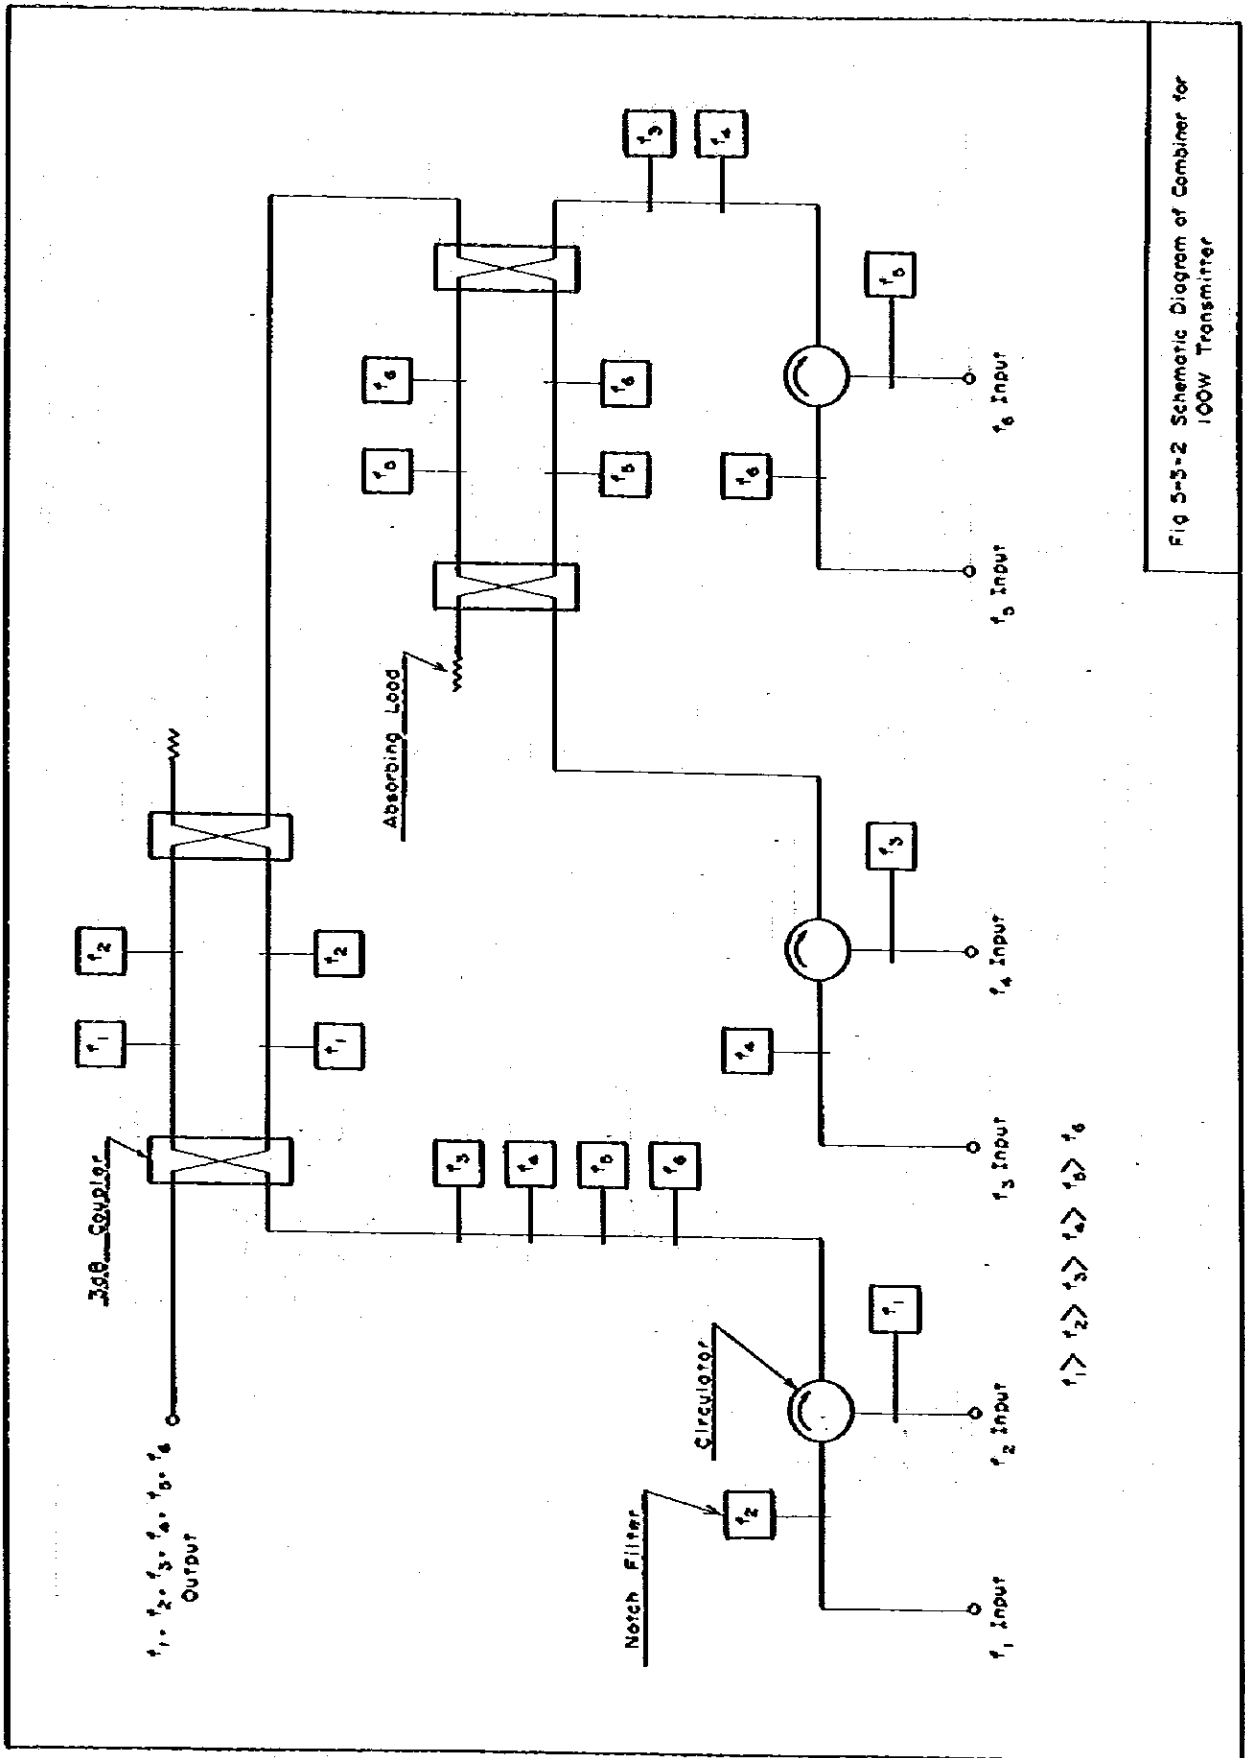 f1, f2, f3, f4, f5, f6
Output
3dB Coupler
f1
f2
f1
f2
f3
f4
f5
f6
Absorbing Load
f5
f6
f5
f6
f3
f4
Notch Filter
f2
Circulator
f1
f4
f3
f6
f5
f1 Input
f2 Input
f3 Input
f4 Input
f5 Input
f6 Input
f1> f2> f3> f4> f5> f6
Fig 5-5-2 Schematic Diagram of Combiner for
100W Transmitter